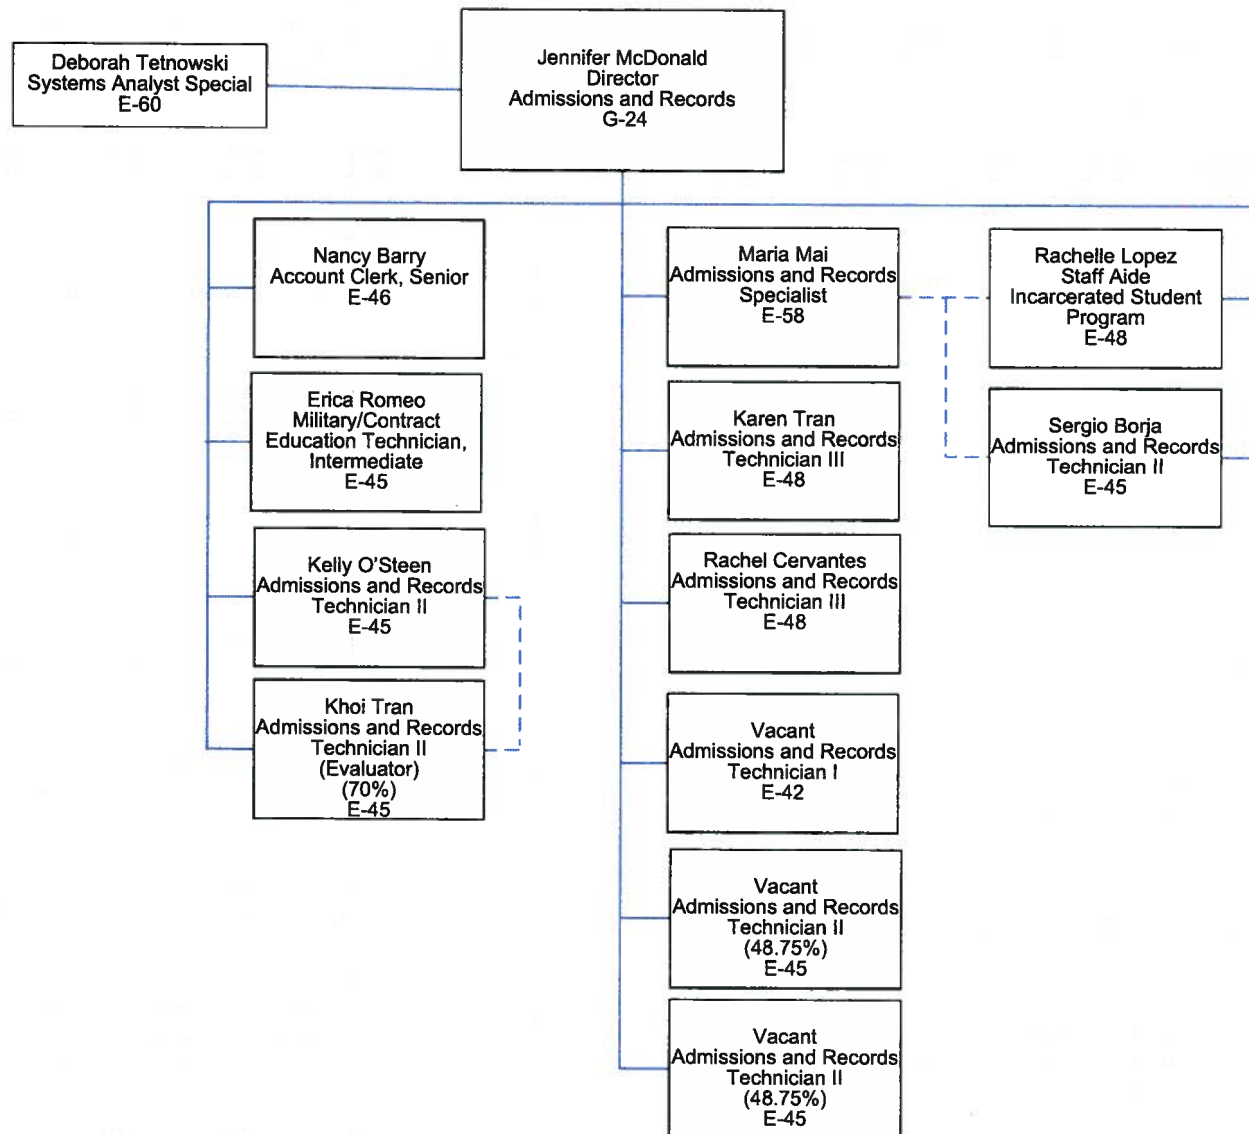 Deborah Tetnowski
Systems Analyst Special
E-60
Jennifer McDonald
Director
Admissions and Records
G-24
Nancy Barry
Account Clerk, Senior
E-46
Erica Romeo
Military/Contract
Education Technician,
Intermediate
E-45
Kelly O'Steen
Admissions and Records
Technician II
E-45
Khoi Tran
Admissions and Records
Technician II
(Evaluator)
(70%)
E-45
Maria Mai
Admissions and Records
Specialist
E-58
Karen Tran
Admissions and Records
Technician III
E-48
Rachel Cervantes
Admissions and Records
Technician III
E-48
Vacant
Admissions and Records
Technician I
E-42
Vacant
Admissions and Records
Technician II
(48.75%)
E-45
Vacant
Admissions and Records
Technician II
(48.75%)
E-45
Rachelle Lopez
Staff Aide
Incarcerated Student
Program
E-48
Sergio Borja
Admissions and Records
Technician II
E-45